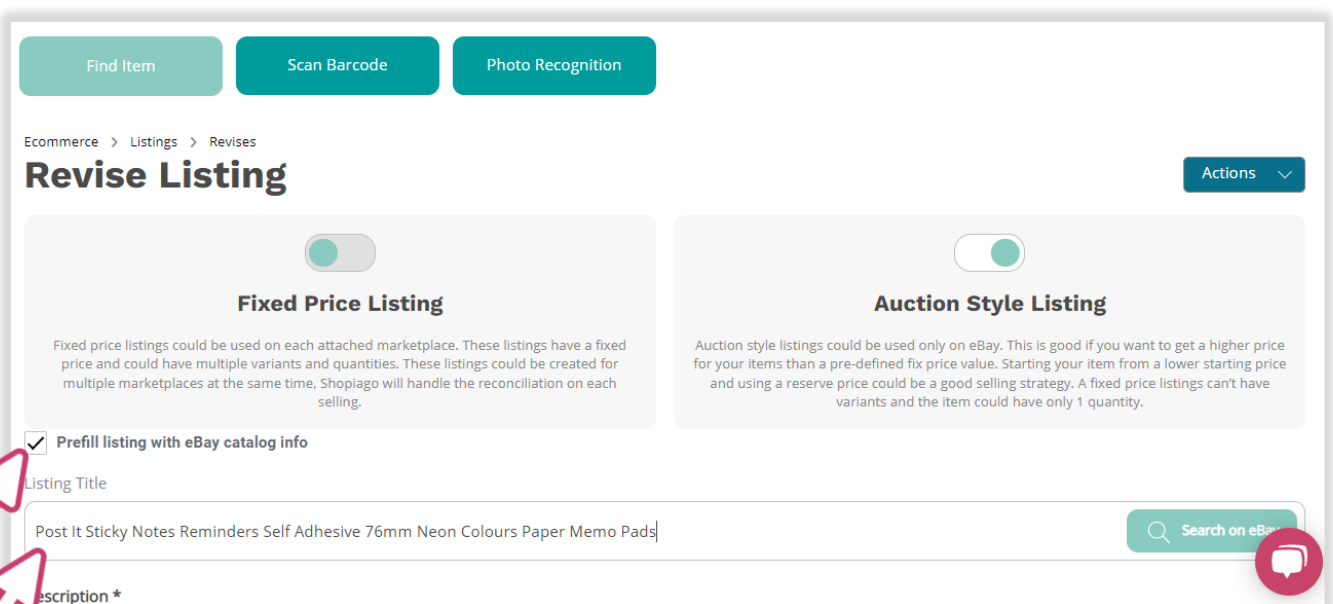 Find Item
Scan Barcode
Photo Recognition
Ecommerce > Listings > Revises
Revise Listing
Actions
Fixed Price Listing
Fixed price listings could be used on each attached marketplace. These listings have a fixed
price and could have multiple variants and quantities. These listings could be created for
multiple marketplaces at the same time, Shopiago will handle the reconciliation on each
selling.
Auction Style Listing
Auction style listings could be used only on eBay. This is good if you want to get a higher price
for your items than a pre-defined fix price value. Starting your item from a lower starting price
and using a reserve price could be a good selling strategy. A fixed price listings can't have
variants and the item could have only 1 quantity.
Prefill listing with eBay catalog info
Listing Title
Post It Sticky Notes Reminders Self Adhesive 76mm Neon Colours Paper Memo Pads
Search on eBay
escription *